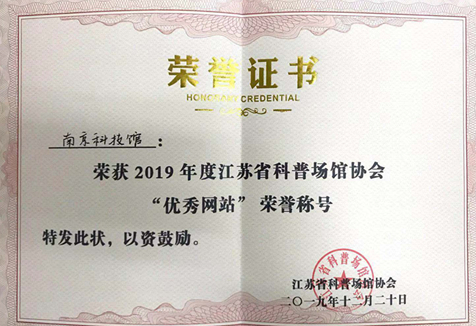 荣誉证书
HONORARY CREDENTIAL
南京科技馆：
荣获2019年度江苏省科普场馆协会
“优秀网站”荣誉称号
特发此状，以资鼓励。
江苏省科普场馆协会
二〇一九年十二月二十日